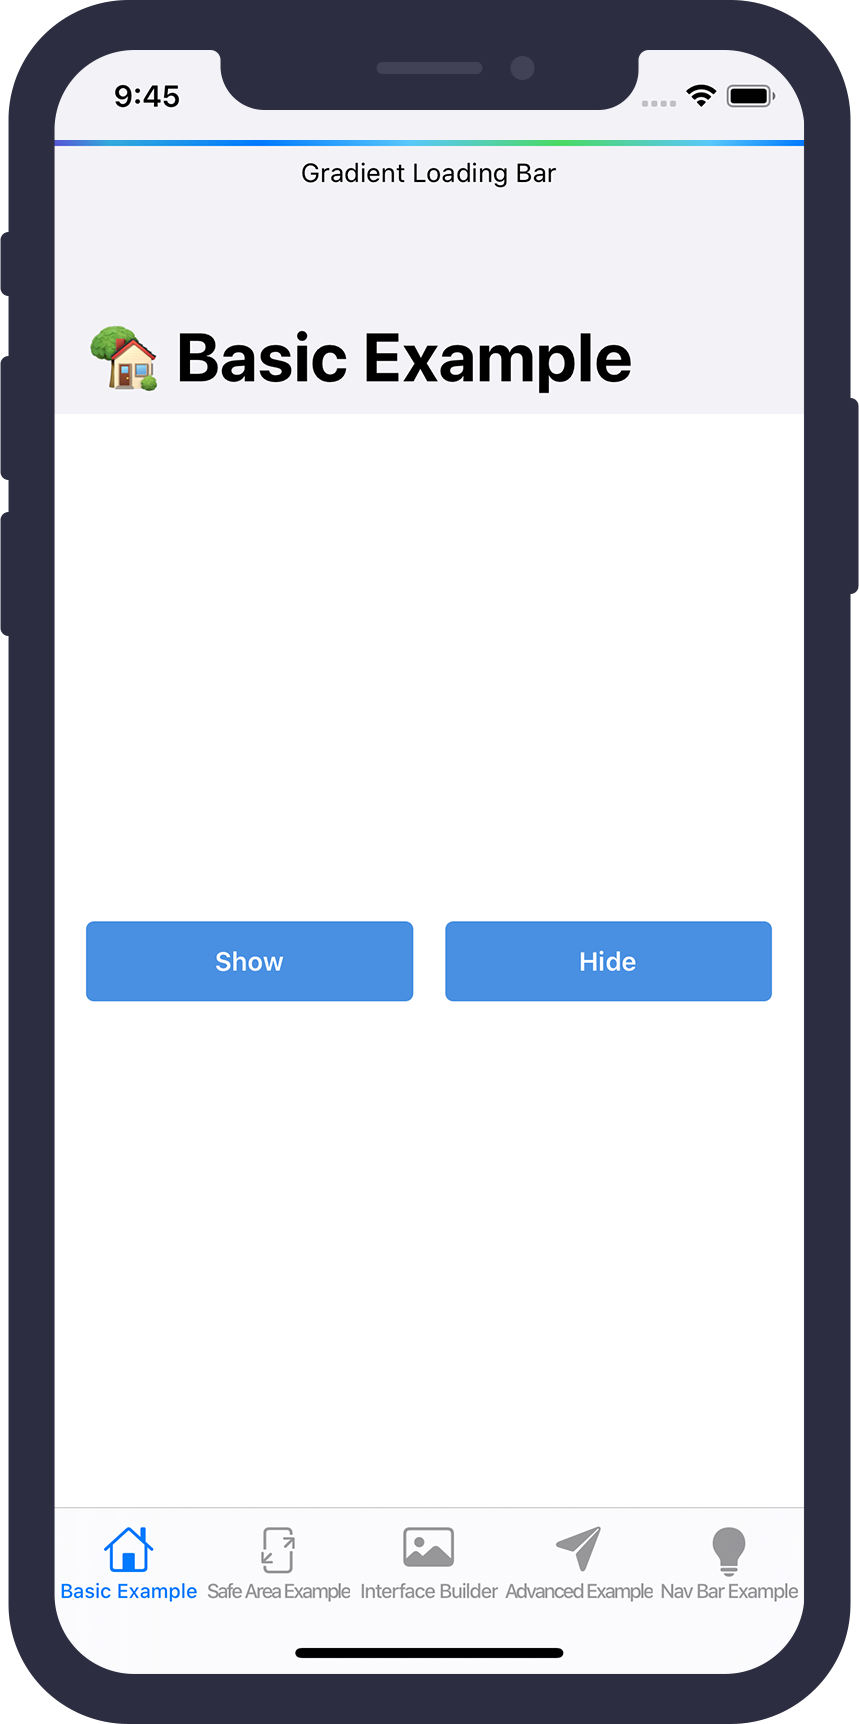 9:45
Gradient Loading Bar
Basic Example
Show
Hide
Basic Example
Safe Area Example
Interface Builder
Advanced Example
Nav Bar Example